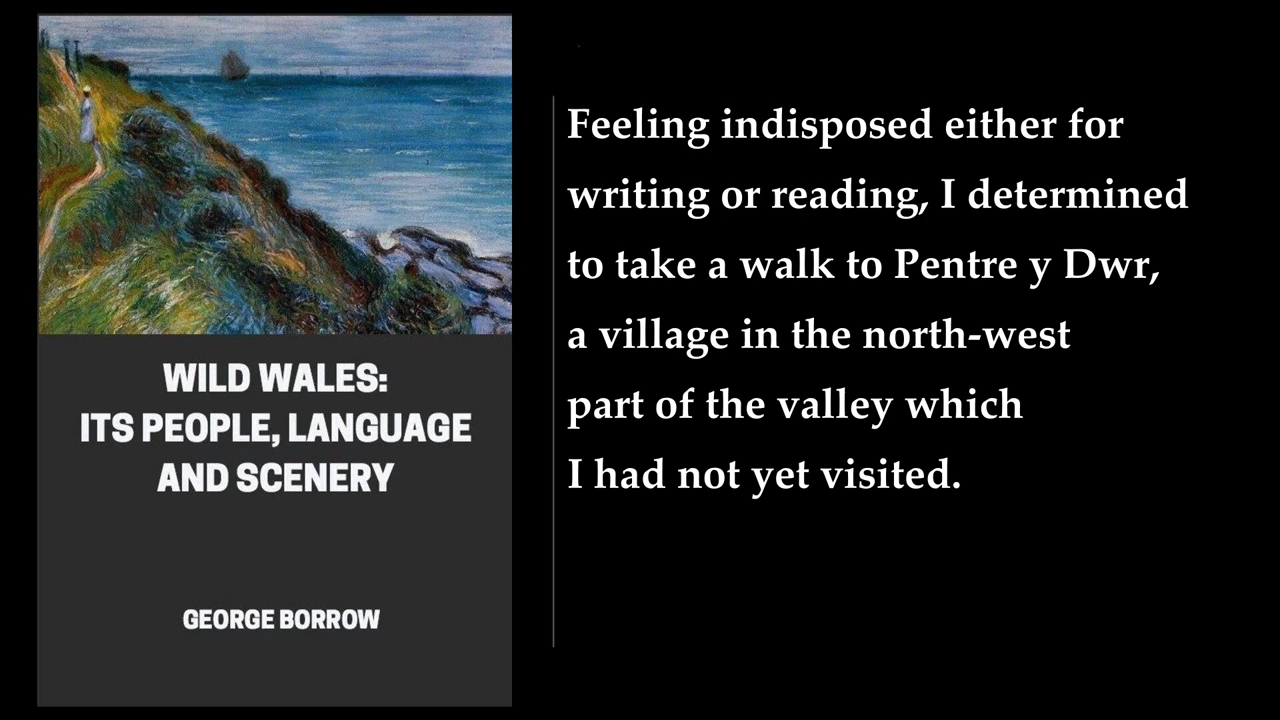 WILD WALES:
ITS PEOPLE, LANGUAGE
AND SCENERY
GEORGE BORROW
Feeling indisposed either for
writing or reading, I determined
to take a walk to Pentre y Dwr,
a village in the north-west
part of the valley which
I had not yet visited.